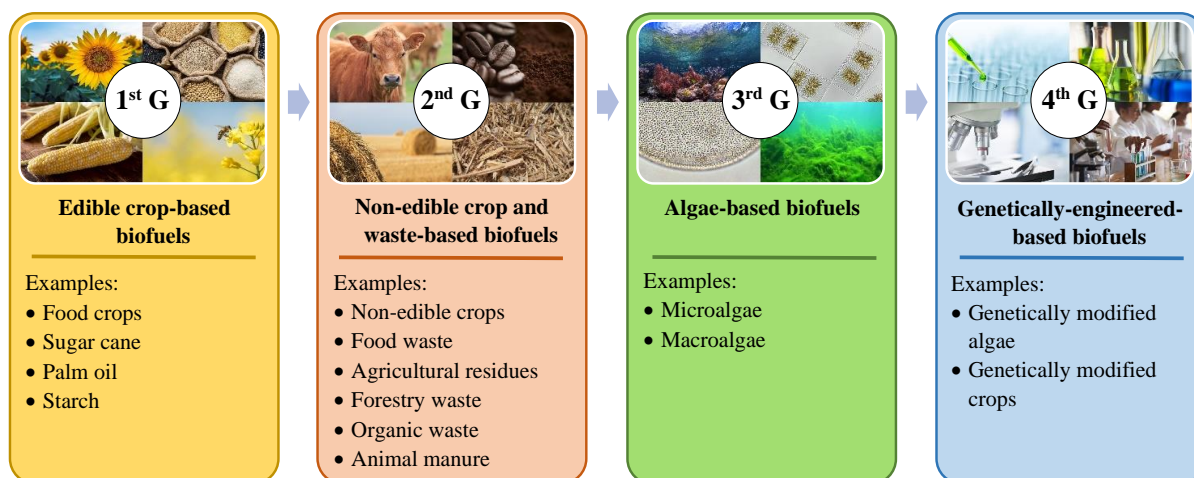 1st G
Edible crop-based
biofuels
Examples:
• Food crops
• Sugar cane
• Palm oil
• Starch
2nd G
Non-edible crop and
waste-based biofuels
Examples:
• Non-edible crops
• Food waste
• Agricultural residues
• Forestry waste
• Organic waste
• Animal manure
3rd G
Algae-based biofuels
Examples:
• Microalgae
• Macroalgae
4th G
Genetically-engineered-
based biofuels
Examples:
• Genetically modified
algae
• Genetically modified
crops